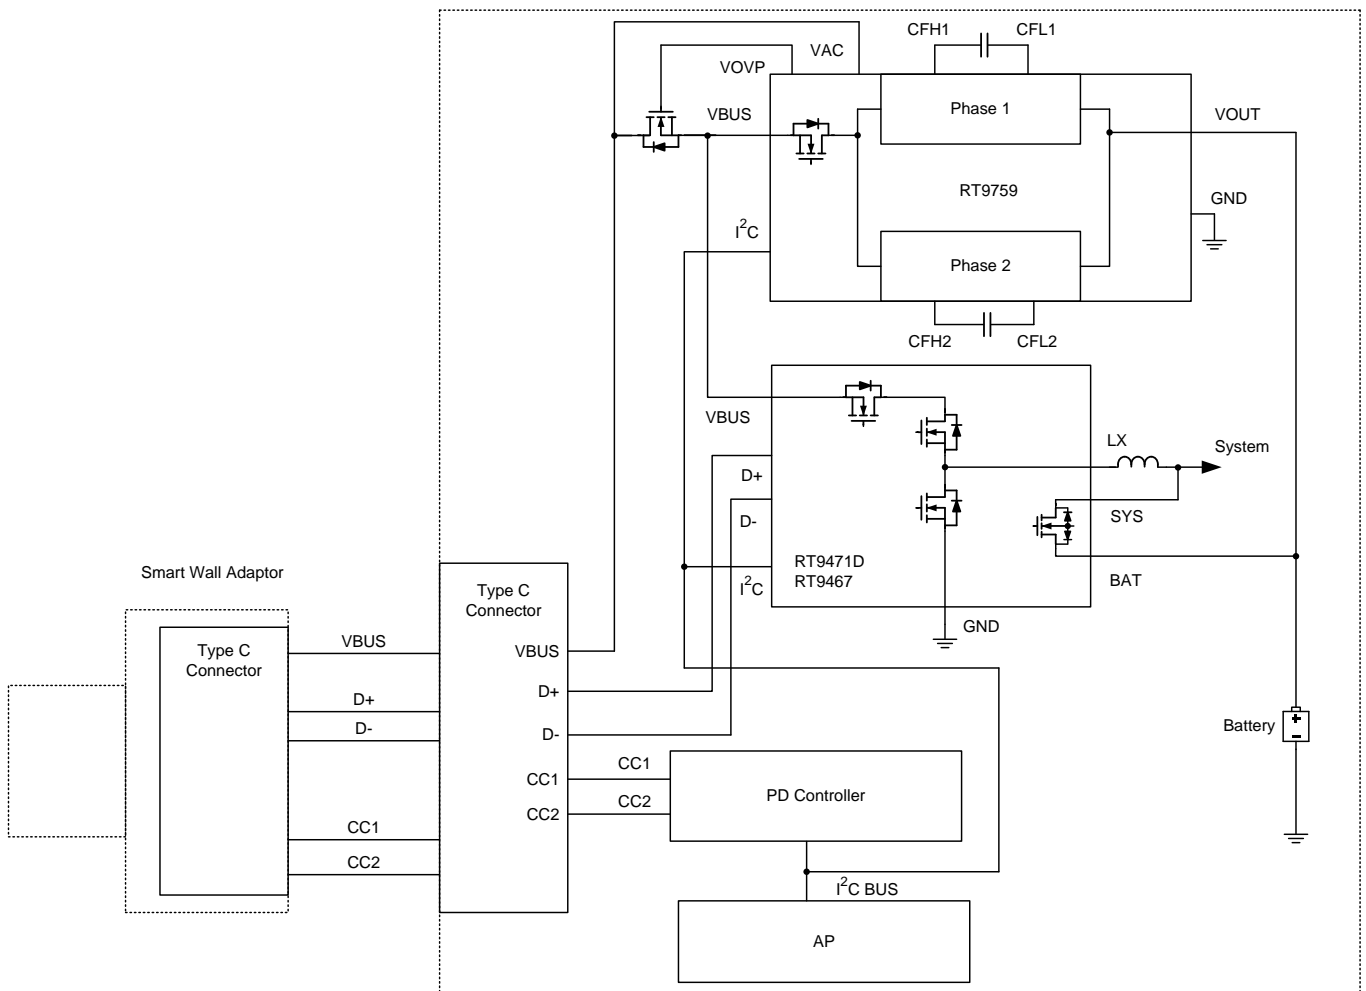 CFH1
CFL1
VAC
VOVP
VBUS
Phase 1
VOUT
RT9759
GND
I²C
Phase 2
CFH2
CFL2
VBUS
LX
System
D+
D-
SYS
RT9471D
RT9467
I²C
BAT
GND
Smart Wall Adaptor
Type C
Connector
VBUS
D+
D-
CC1
CC2
Type C
Connector
VBUS
D+
D-
CC1
CC2
CC1
CC2
PD Controller
I²C BUS
AP
Battery
+
-